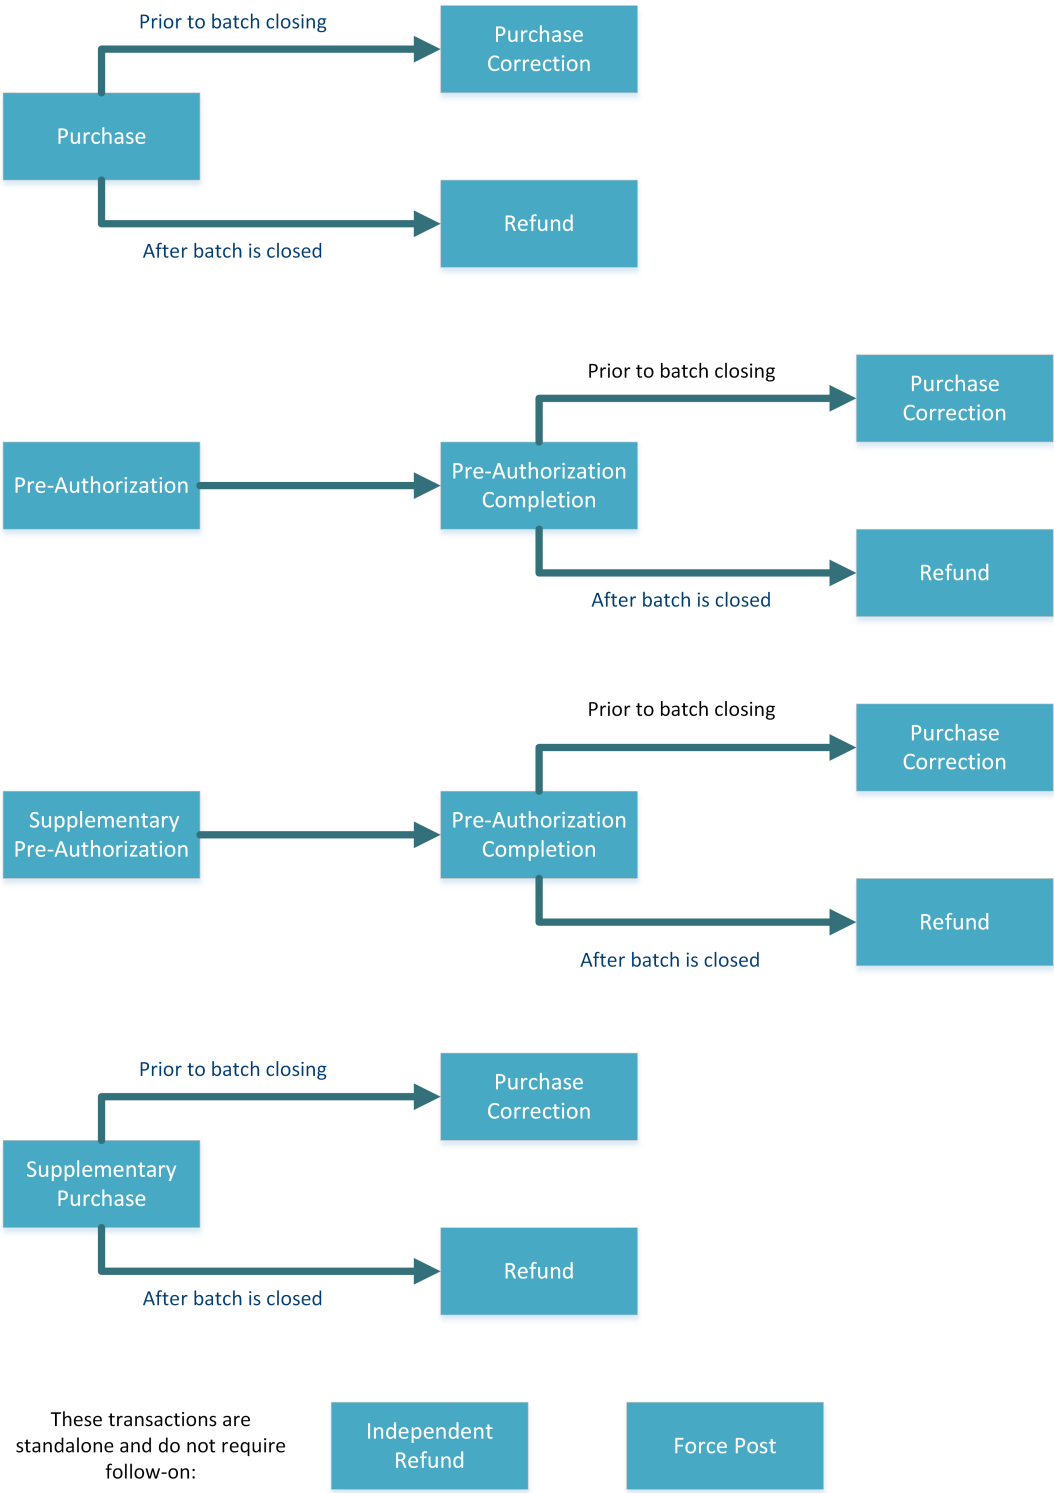 Prior to batch closing
Purchase
Correction
Purchase
Refund
After batch is closed
Prior to batch closing
Purchase
Correction
Pre-Authorization
Pre-Authorization
Completion
Refund
After batch is closed
Prior to batch closing
Purchase
Correction
Supplementary
Pre-Authorization
Pre-Authorization
Completion
Refund
After batch is closed
Prior to batch closing
Purchase
Correction
Supplementary
Purchase
Refund
After batch is closed
These transactions are
standalone and do not require
follow-on:
Independent
Refund
Force Post